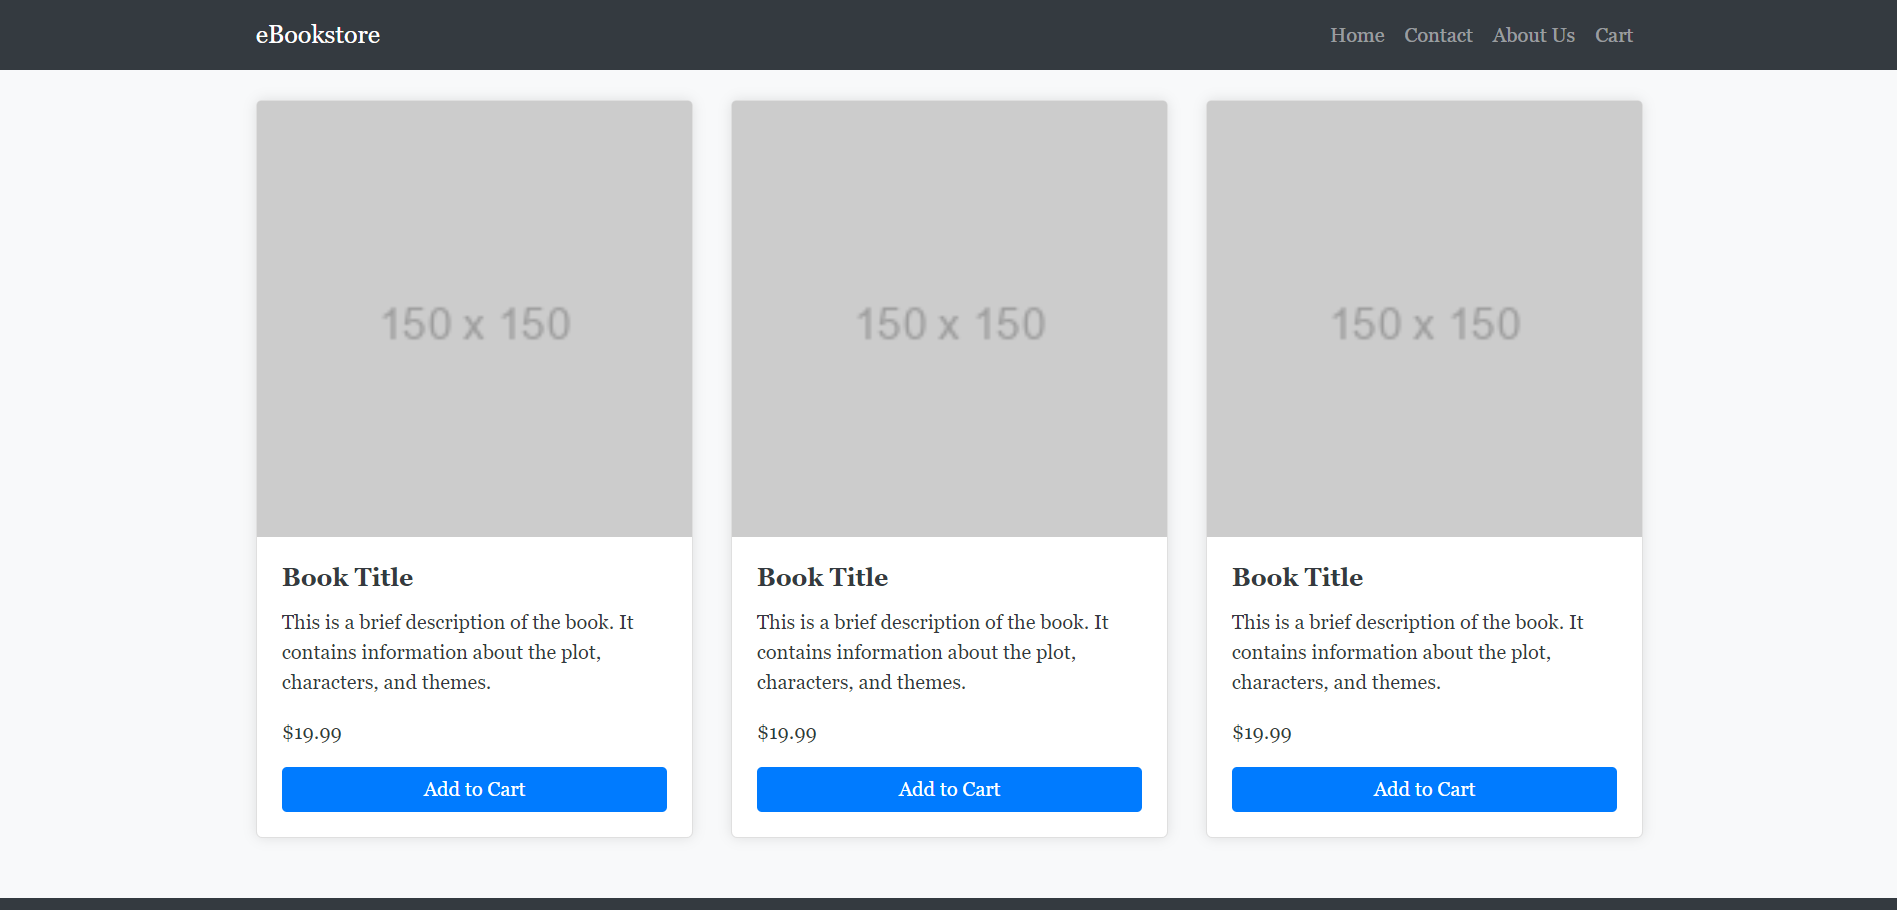 eBookstore
Home Contact About Us Cart
150 x 150
150 x 150
150 x 150
Book Title
This is a brief description of the book. It
contains information about the plot,
characters, and themes.
$19.99
Add to Cart
Book Title
This is a brief description of the book. It
contains information about the plot,
characters, and themes.
$19.99
Add to Cart
Book Title
This is a brief description of the book. It
contains information about the plot,
characters, and themes.
$19.99
Add to Cart